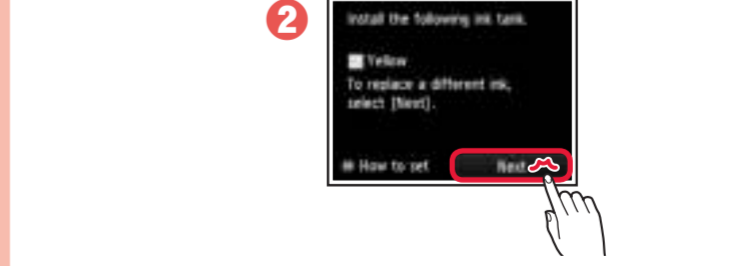 2
Install the following ink tank.
Yellow
To replace a different ink,
select [Next].
How to set
Next